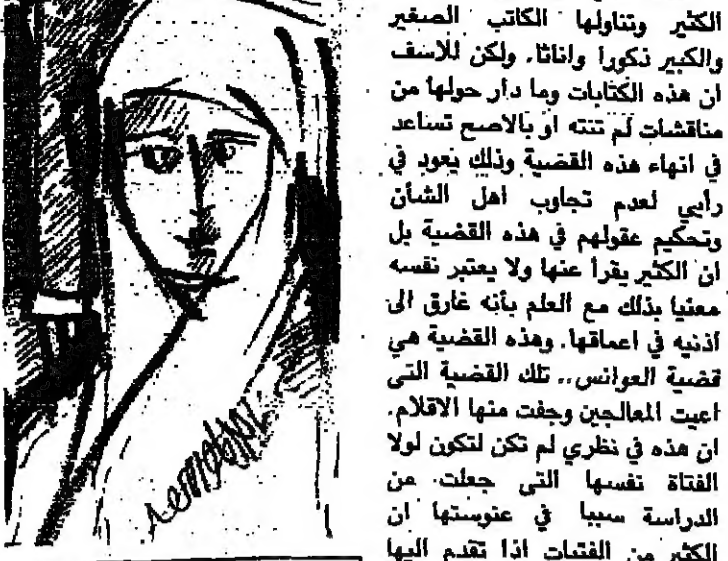 الكثير وتناولها الكاتب الصغير
والكبير ذكورا واناثا. ولكن للاسف
ان هذه الكتابات وما دار حولها من
مناقشات لم تنته او بالاصح تساعد
في انهاء هذه القضية وذلك يعود في
رأيي لعدم تجاوب اهل الشأن
وتحكيم عقولهم في هذه القضية بل
ان الكثير يقرأ عنها ولا يعتبر نفسه
معنيا بذلك مع العلم بأنه غارق الى
اذنيه في اعماقها. وهذه القضية هي
قضية العوانس.. تلك القضية التى
اعيت المعالجين وجفت منها الاقلام.
ان هذه في نظري لم تكن لتكون لولا
الفتاة نفسها التى جعلت من
الدراسة سببا في عنوستها ان
الكثير من الفتيات اذا تقدم اليها